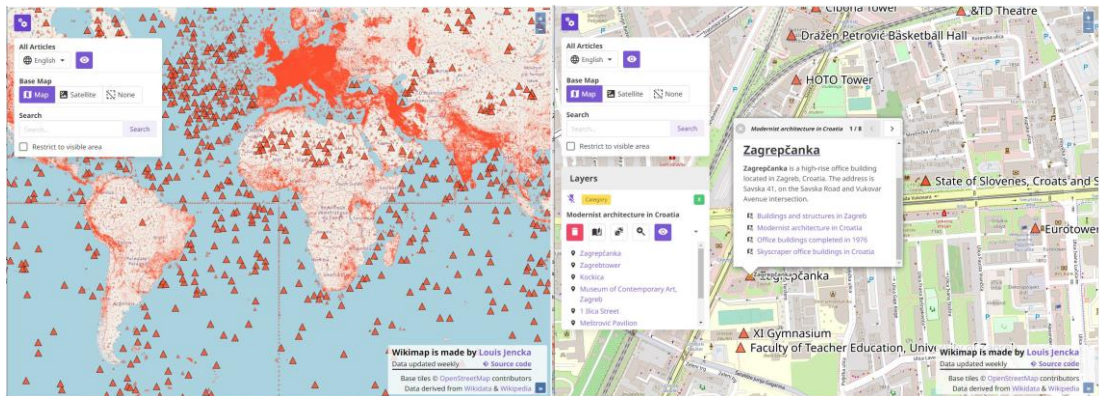 All Articles
English
Base Map
Map Satellite None
Search
Search... Search
Restrict to visible area
Wikimap is made by Louis Jencka
Data updated weekly Source code
Base tiles © OpenStreetMap contributors
Data derived from Wikidata & Wikipedia
Ciboria Tower
&TD Theatre
Dražen Petrović Basketball Hall
HOTO Tower
All Articles
English
Base Map
Map Satellite None
Search
Search... Search
Restrict to visible area
Layers
Category
Modernist architecture in Croatia
Zagrepčanka
Zagrebtower
Kockica
Museum of Contemporary Art,
Zagreb
1 Ilica Street
Meštrović Pavilion
Modernist architecture in Croatia 1 / 8
Zagrepčanka
Zagrepčanka is a high-rise office building
located in Zagreb, Croatia. The address is
Savska 41, on the Savska Road and Vukovar
Avenue intersection.
Buildings and structures in Zagreb
Modernist architecture in Croatia
Office buildings completed in 1976
Skyscraper office buildings in Croatia
State of Slovenes, Croats and S
Eurotower
Zagrepčanka
XI Gymnasium
Faculty of Teacher Education,
Wikimap is made by Louis Jencka
Data updated weekly Source code
Base tiles © OpenStreetMap contributors
Data derived from Wikidata & Wikipedia